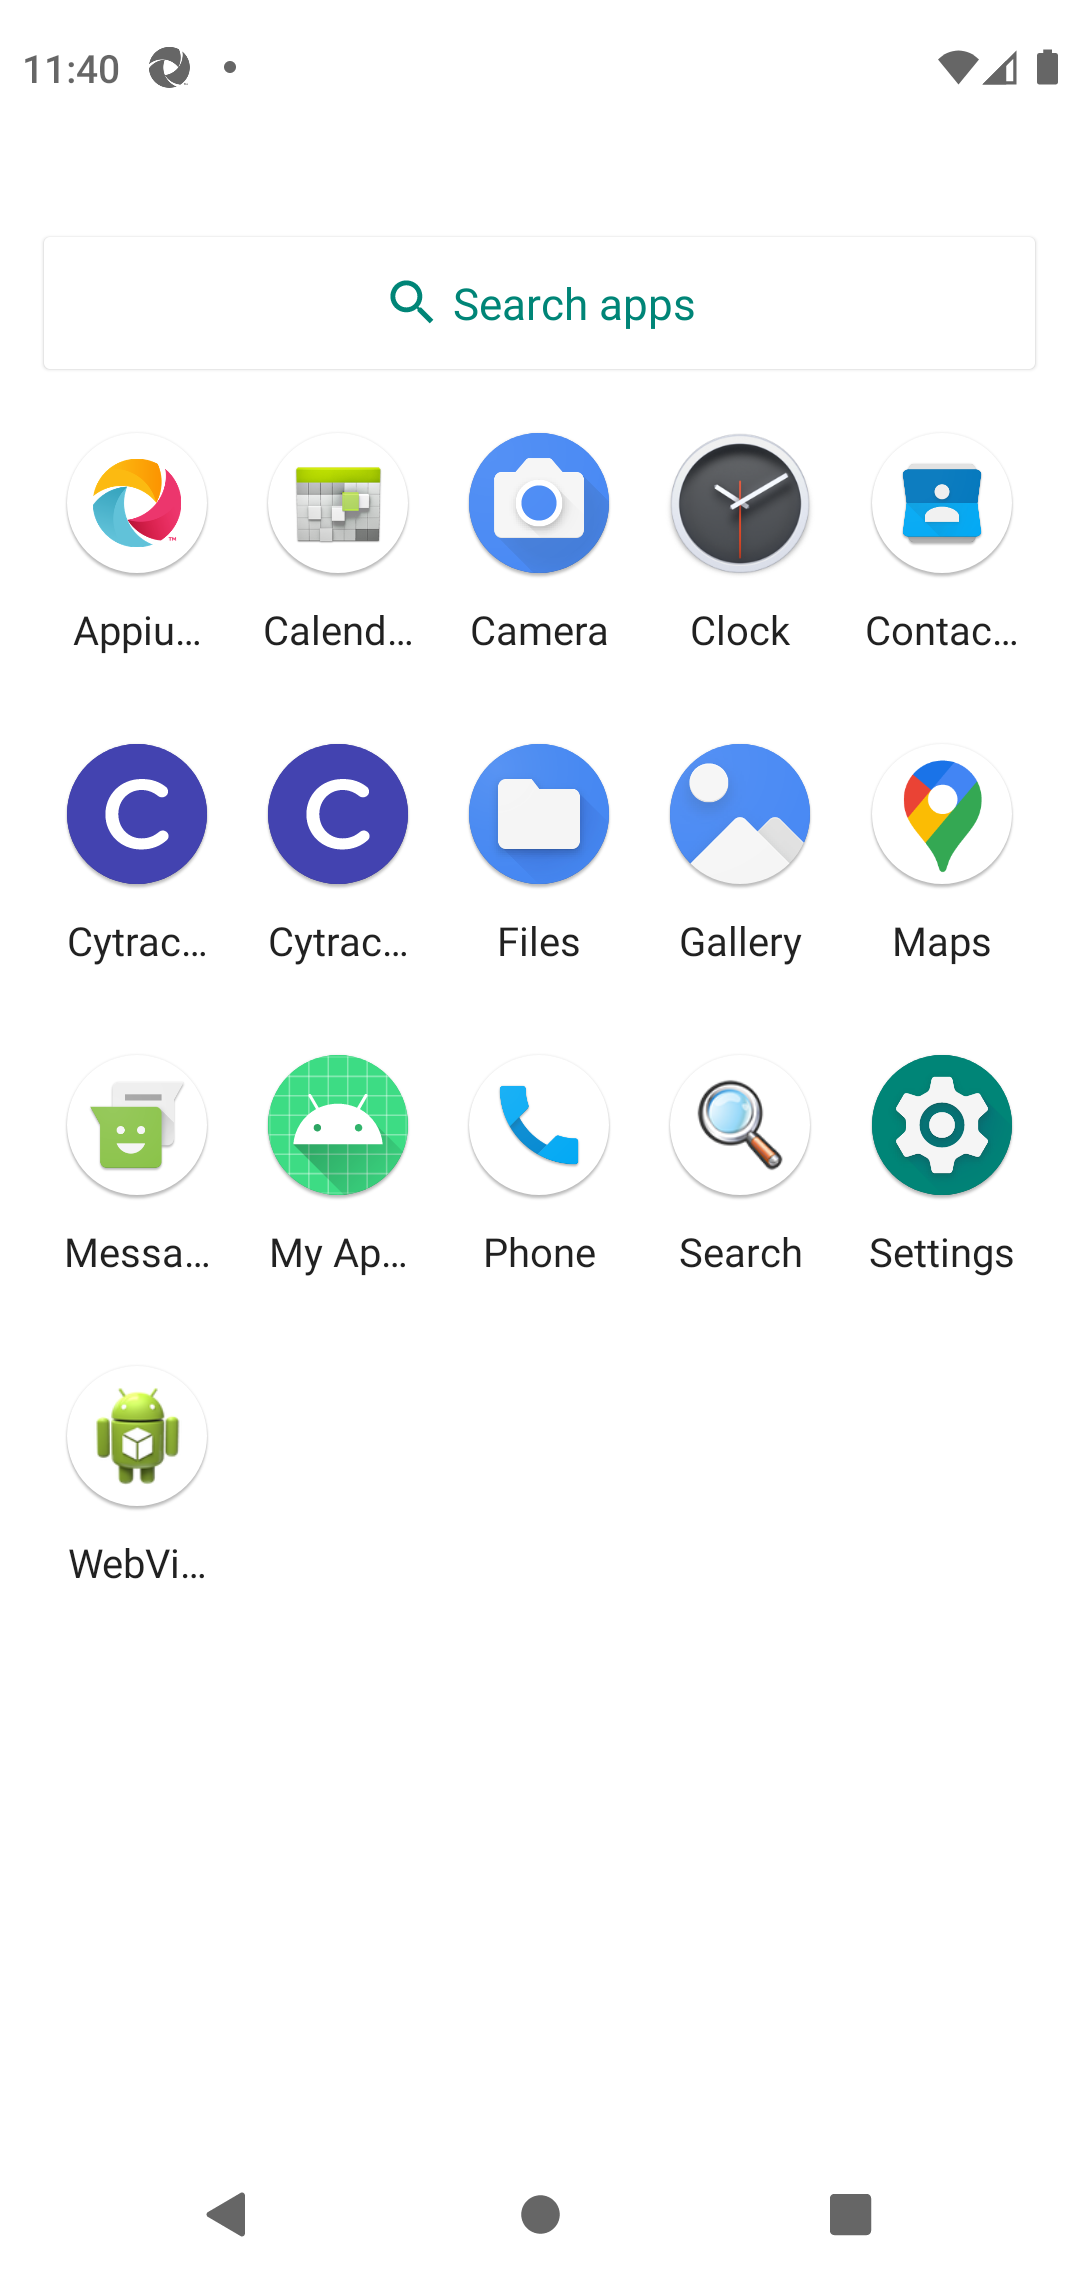 11:40
Search apps
Appiu…
Calend…
Camera
Clock
Contac…
Cytrac…
Cytrac…
Files
Gallery
Maps
Messa…
My Ap…
Phone
Search
Settings
WebVi…